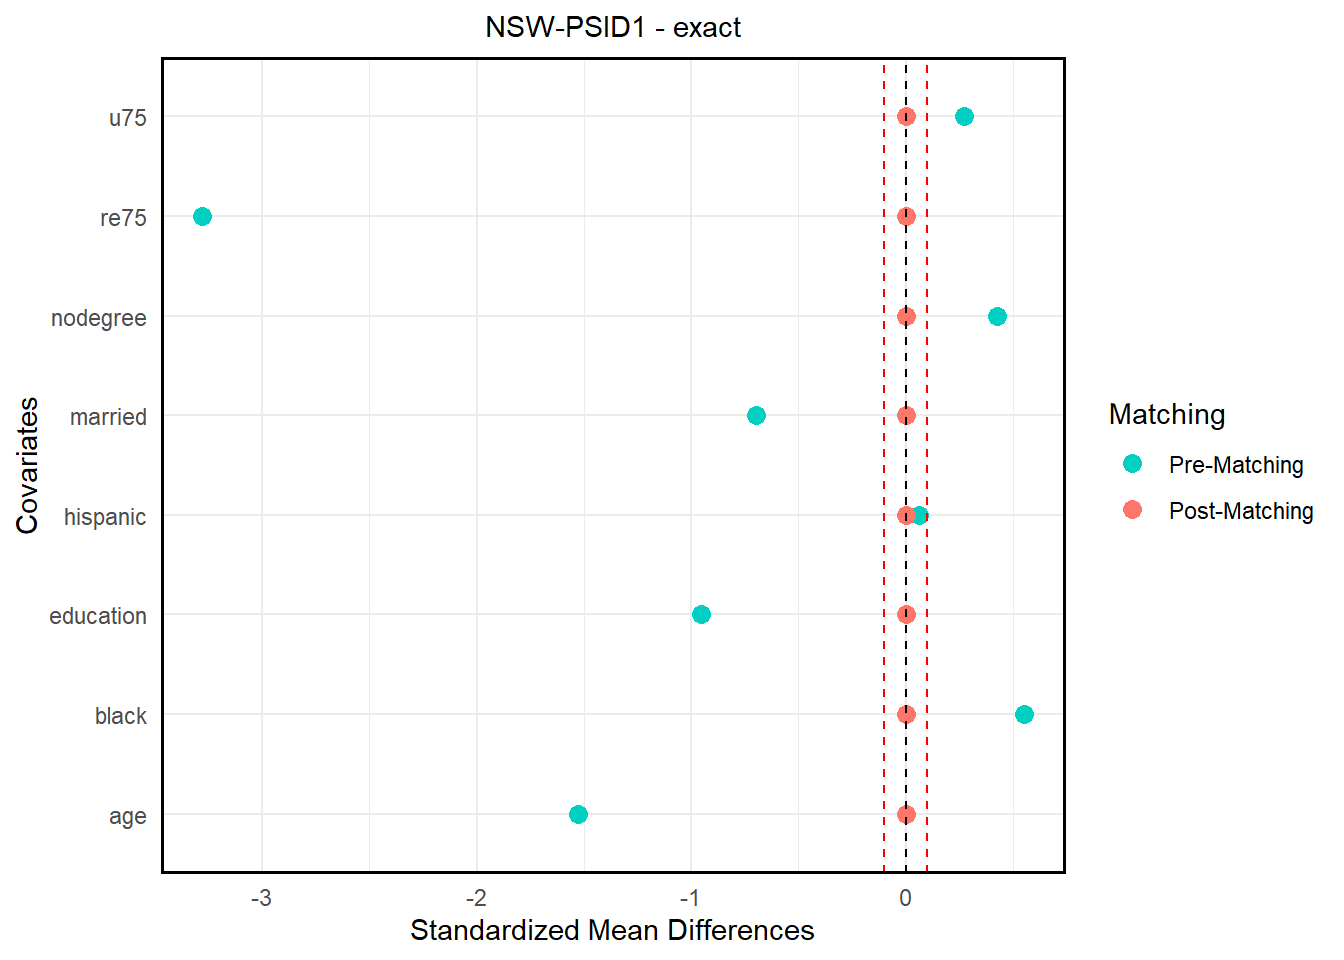 NSW-PSID1 - exact
u75
re75
nodegree
married
hispanic
education
black
age
Covariates
-3 -2 -1 0
Standardized Mean Differences
Matching
Pre-Matching
Post-Matching